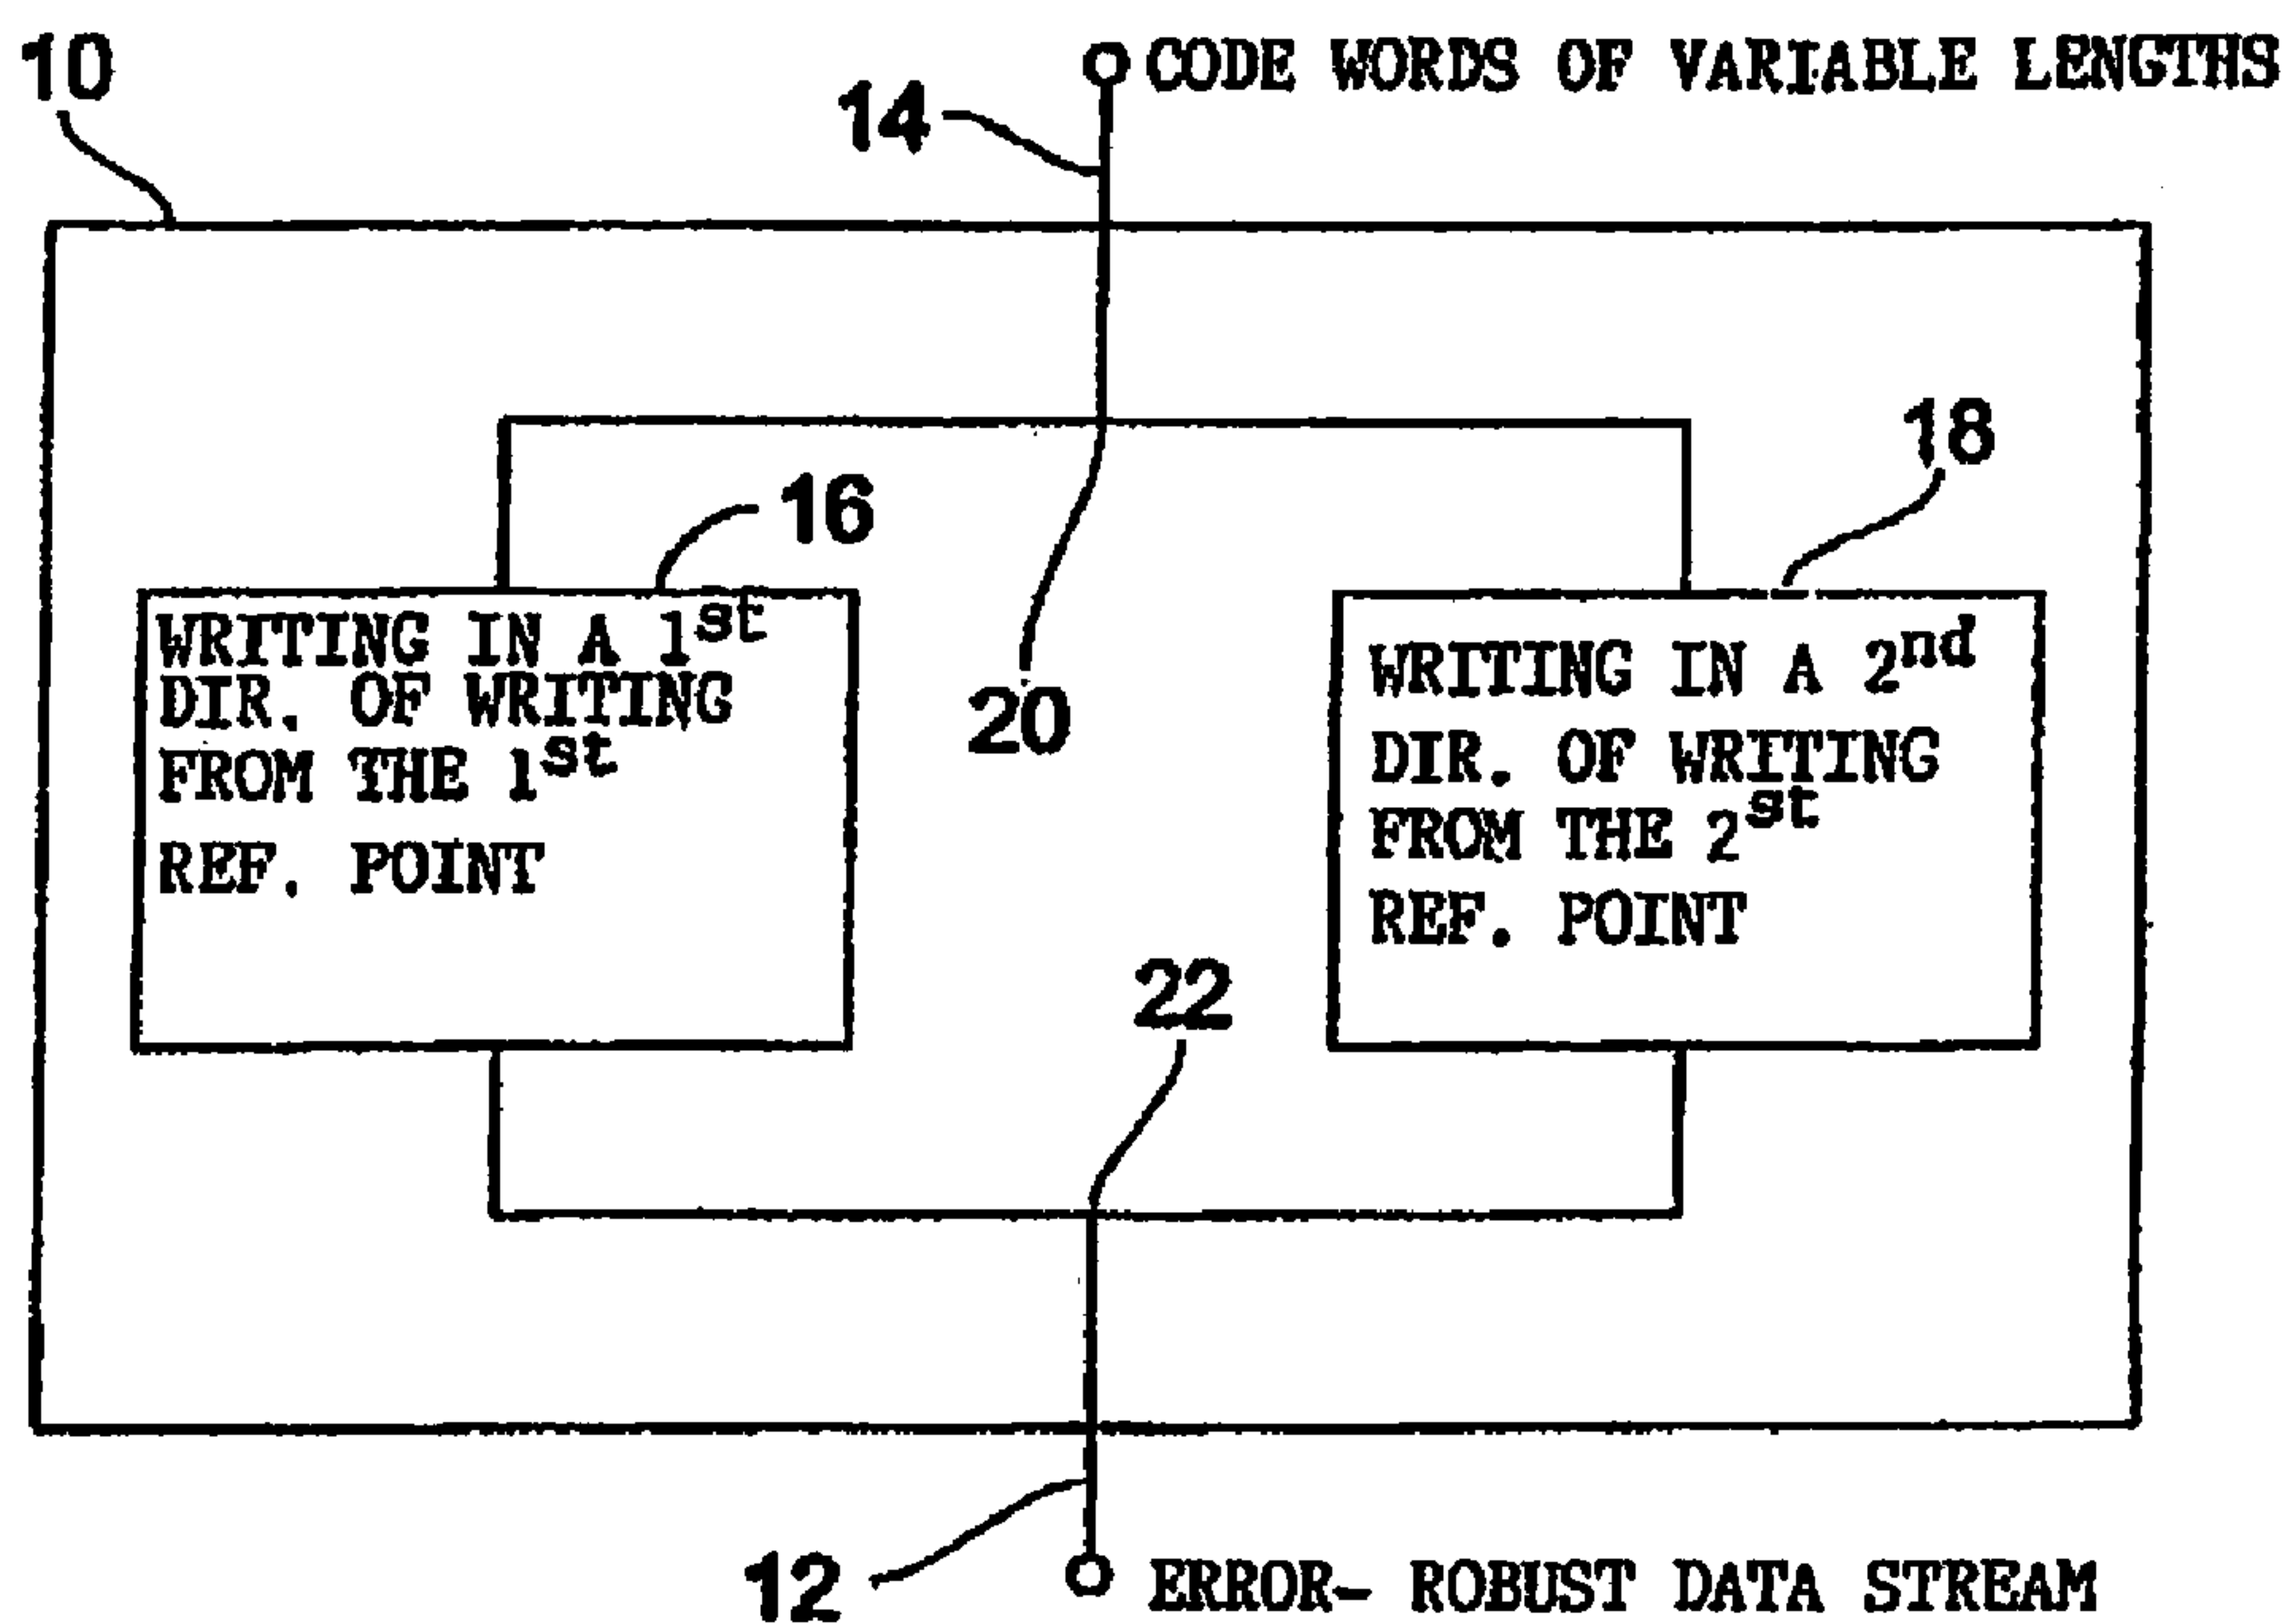 10
CODE WORDS OF VARIABLE LENGTHS
14
18
16
WRITING IN A 1st
DIR. OF WRITING
FROM THE 1st
REF. POINT
20
WRITING IN A 2nd
DIR. OF WRITING
FROM THE 2st
REF. POINT
22
12
ERROR- ROBUST DATA STREAM